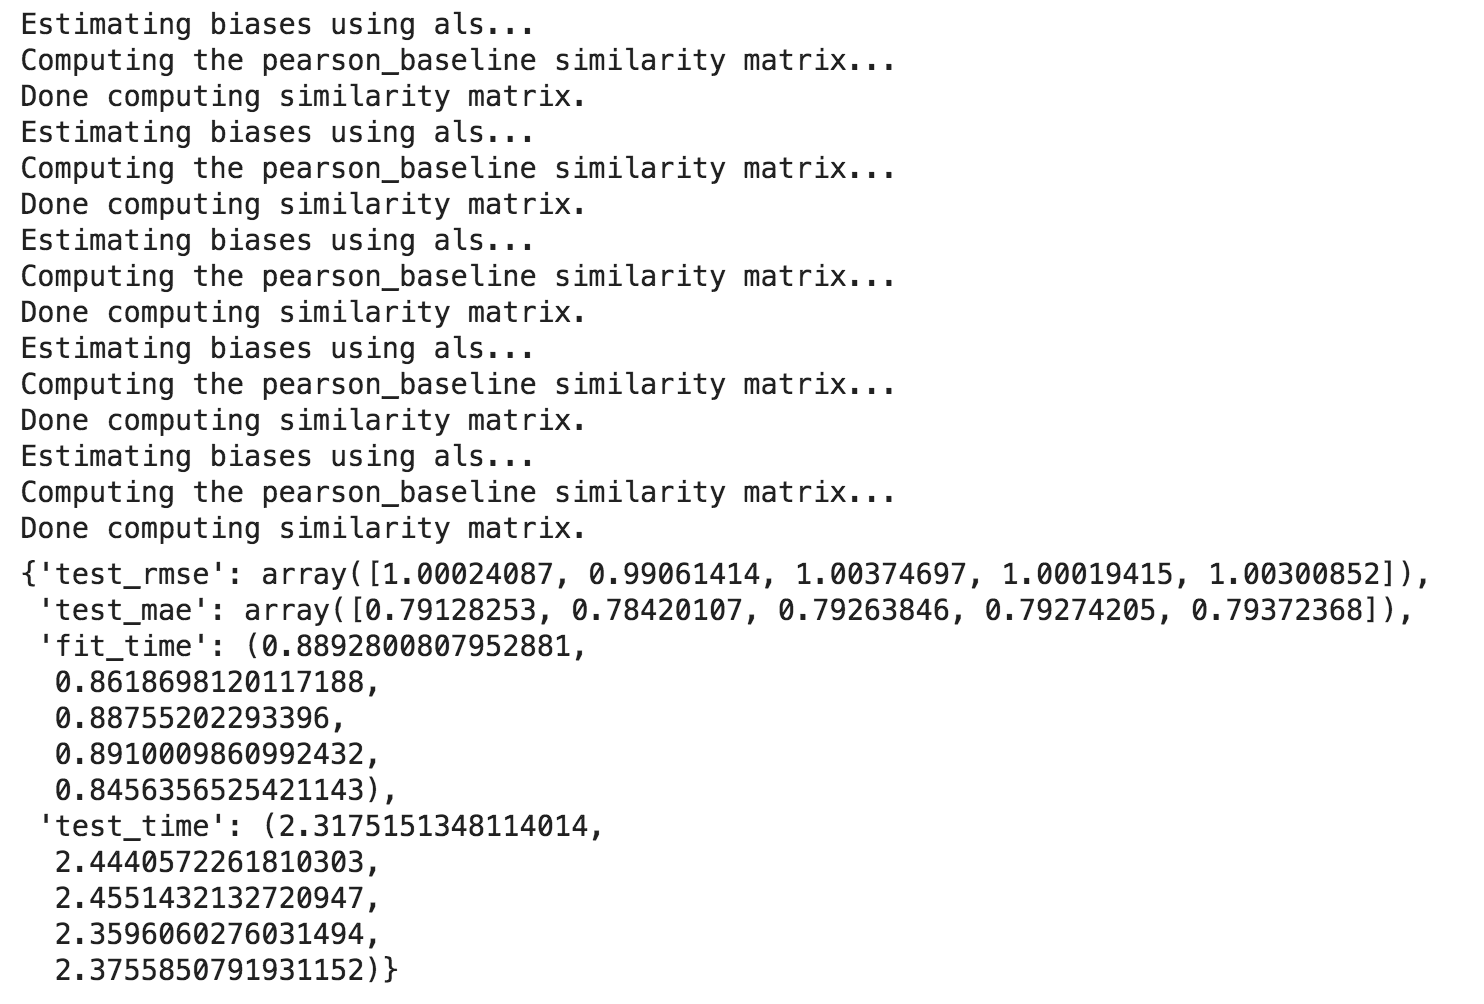 Estimating biases using als...
Computing the pearson_baseline similarity matrix...
Done computing similarity matrix.
Estimating biases using als...
Computing the pearson_baseline similarity matrix...
Done computing similarity matrix.
Estimating biases using als...
Computing the pearson_baseline similarity matrix...
Done computing similarity matrix.
Estimating biases using als...
Computing the pearson_baseline similarity matrix...
Done computing similarity matrix.
Estimating biases using als...
Computing the pearson_baseline similarity matrix...
Done computing similarity matrix.
{'test_rmse': array([1.00024087, 0.99061414, 1.00374697, 1.00019415, 1.00300852]),
 'test_mae': array([0.79128253, 0.78420107, 0.79263846, 0.79274205, 0.79372368]),
 'fit_time': (0.8892800807952881,
  0.8618698120117188,
  0.88755202293396,
  0.8910009860992432,
  0.8456356525421143),
 'test_time': (2.3175151348114014,
  2.4440572261810303,
  2.4551432132720947,
  2.3596060276031494,
  2.3755850791931152)}